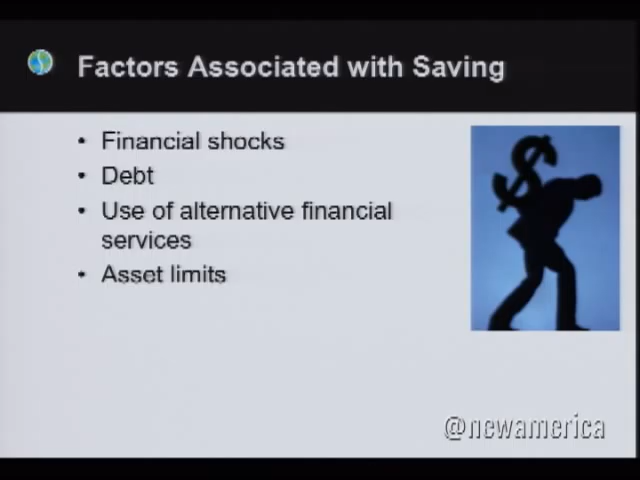 Factors Associated with Saving
• Financial shocks
• Debt
• Use of alternative financial
services
• Asset limits
@newamerica